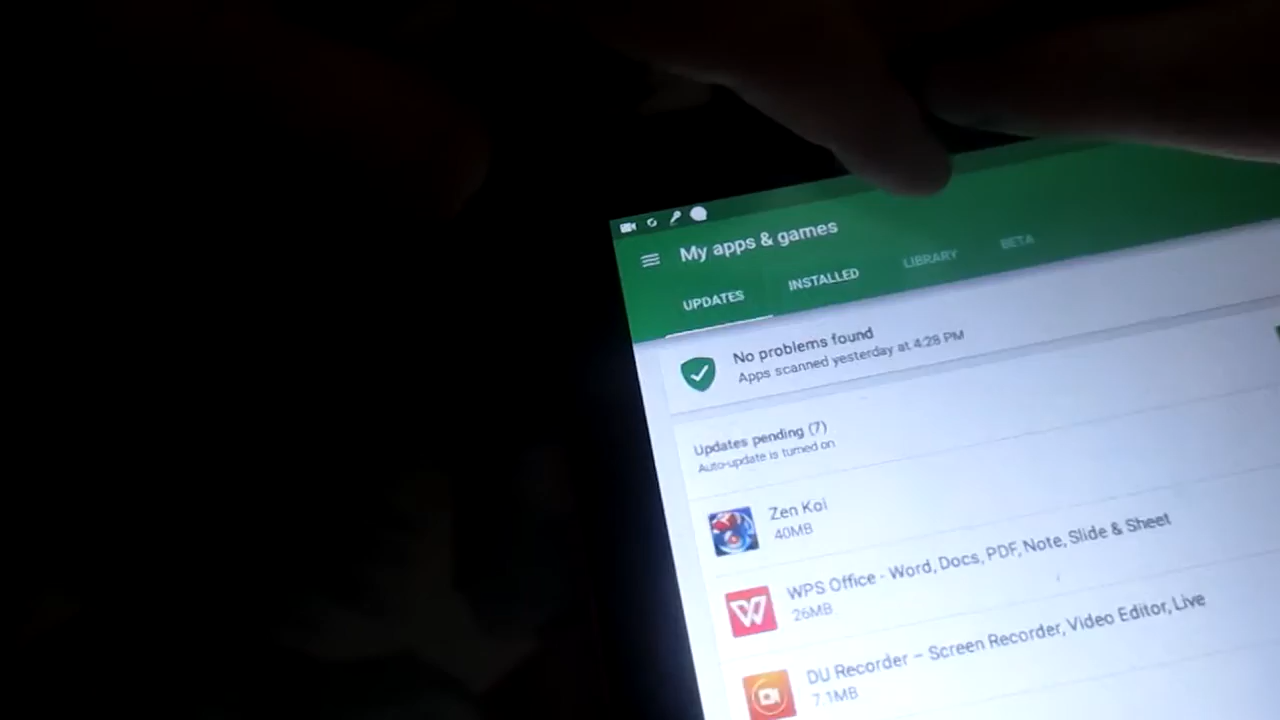 My apps & games
UPDATES INSTALLED LIBRARY BETA
No problems found
Apps scanned yesterday at 4:28 PM
Updates pending (7)
Auto-update is turned on
Zen Koi
40MB
WPS Office - Word, Docs, PDF, Note, Slide & Sheet
26MB
DU Recorder – Screen Recorder, Video Editor, Live
7.1MB